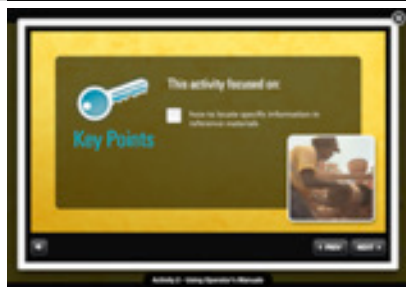 This activity focused on:
how to locate specific information in
reference materials
Key Points
PREV
NEXT
Activity 2 - Using Operator's Manuals